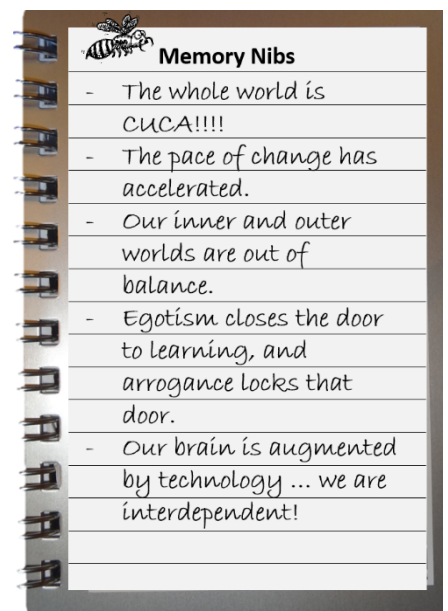 Memory Nibs
- The whole world is
CUCA!!!!
- The pace of change has
accelerated.
- Our inner and outer
worlds are out of
balance.
- Egotism closes the door
to learning, and
arrogance locks that
door.
- Our brain is augmented
by technology ... we are
interdependent!